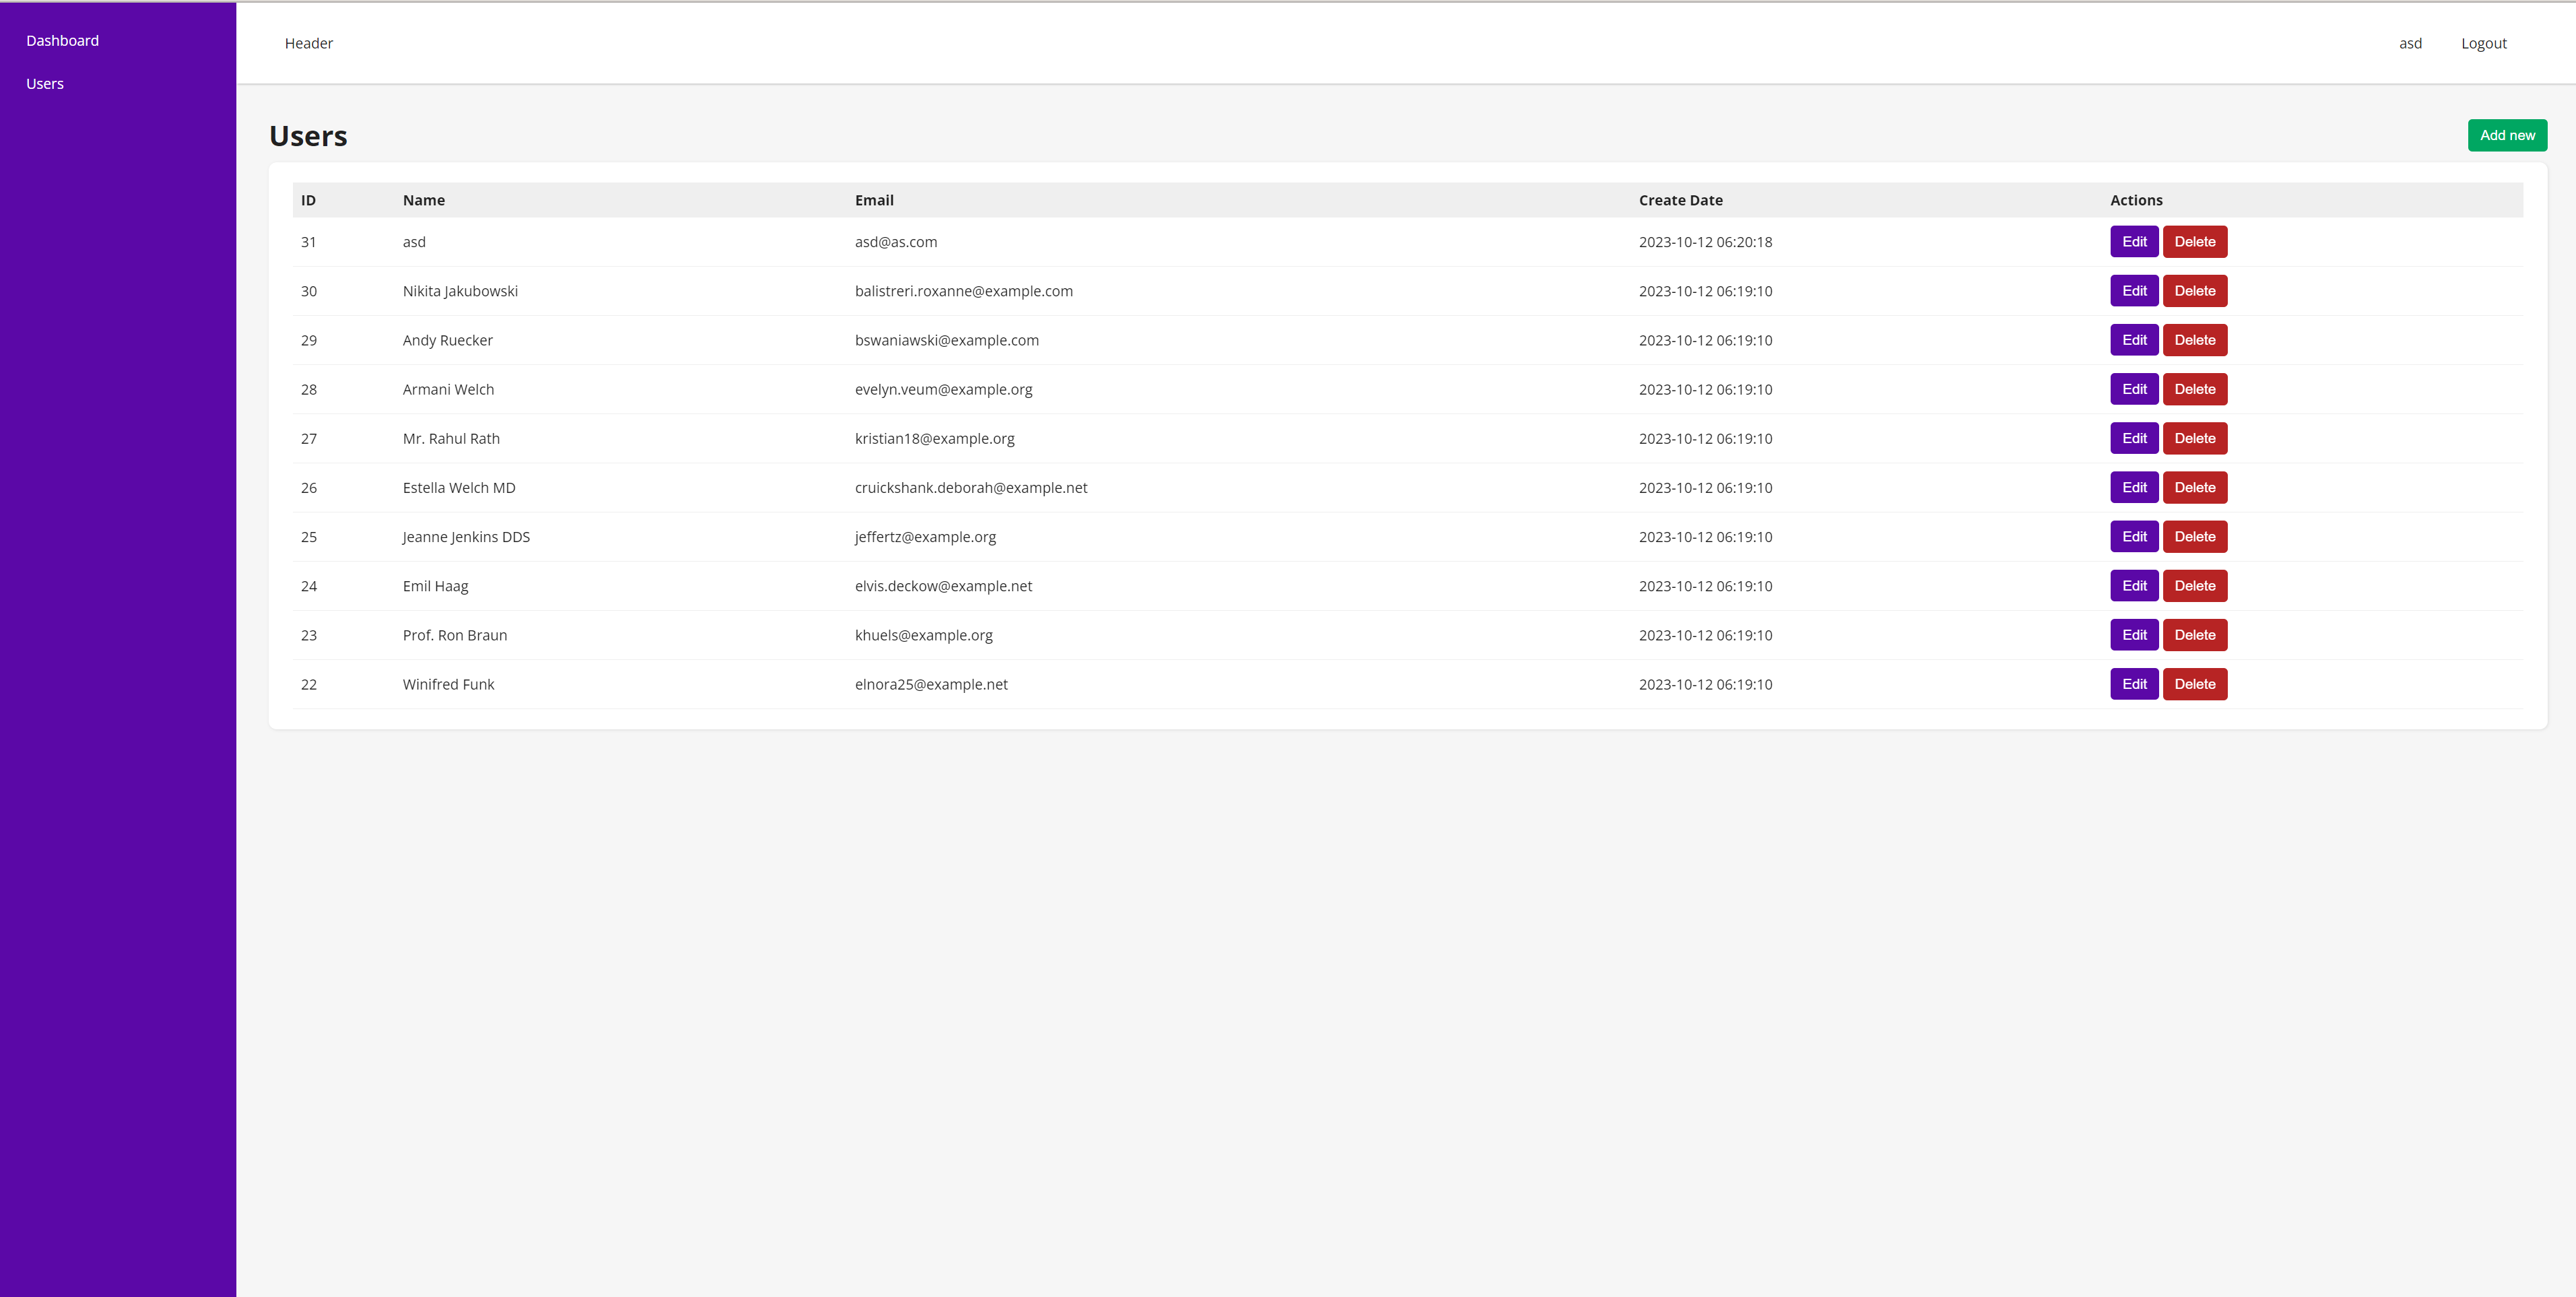 Dashboard
Users
Header
asd Logout
Users
Add new
ID Name Email Create Date Actions
31 asd asd@as.com 2023-10-12 06:20:18 Edit Delete
30 Nikita Jakubowski balistreri.roxanne@example.com 2023-10-12 06:19:10 Edit Delete
29 Andy Ruecker bswaniawski@example.com 2023-10-12 06:19:10 Edit Delete
28 Armani Welch evelyn.veum@example.org 2023-10-12 06:19:10 Edit Delete
27 Mr. Rahul Rath kristian18@example.org 2023-10-12 06:19:10 Edit Delete
26 Estella Welch MD cruickshank.deborah@example.net 2023-10-12 06:19:10 Edit Delete
25 Jeanne Jenkins DDS jeffertz@example.org 2023-10-12 06:19:10 Edit Delete
24 Emil Haag elvis.deckow@example.net 2023-10-12 06:19:10 Edit Delete
23 Prof. Ron Braun khuels@example.org 2023-10-12 06:19:10 Edit Delete
22 Winifred Funk elnora25@example.net 2023-10-12 06:19:10 Edit Delete